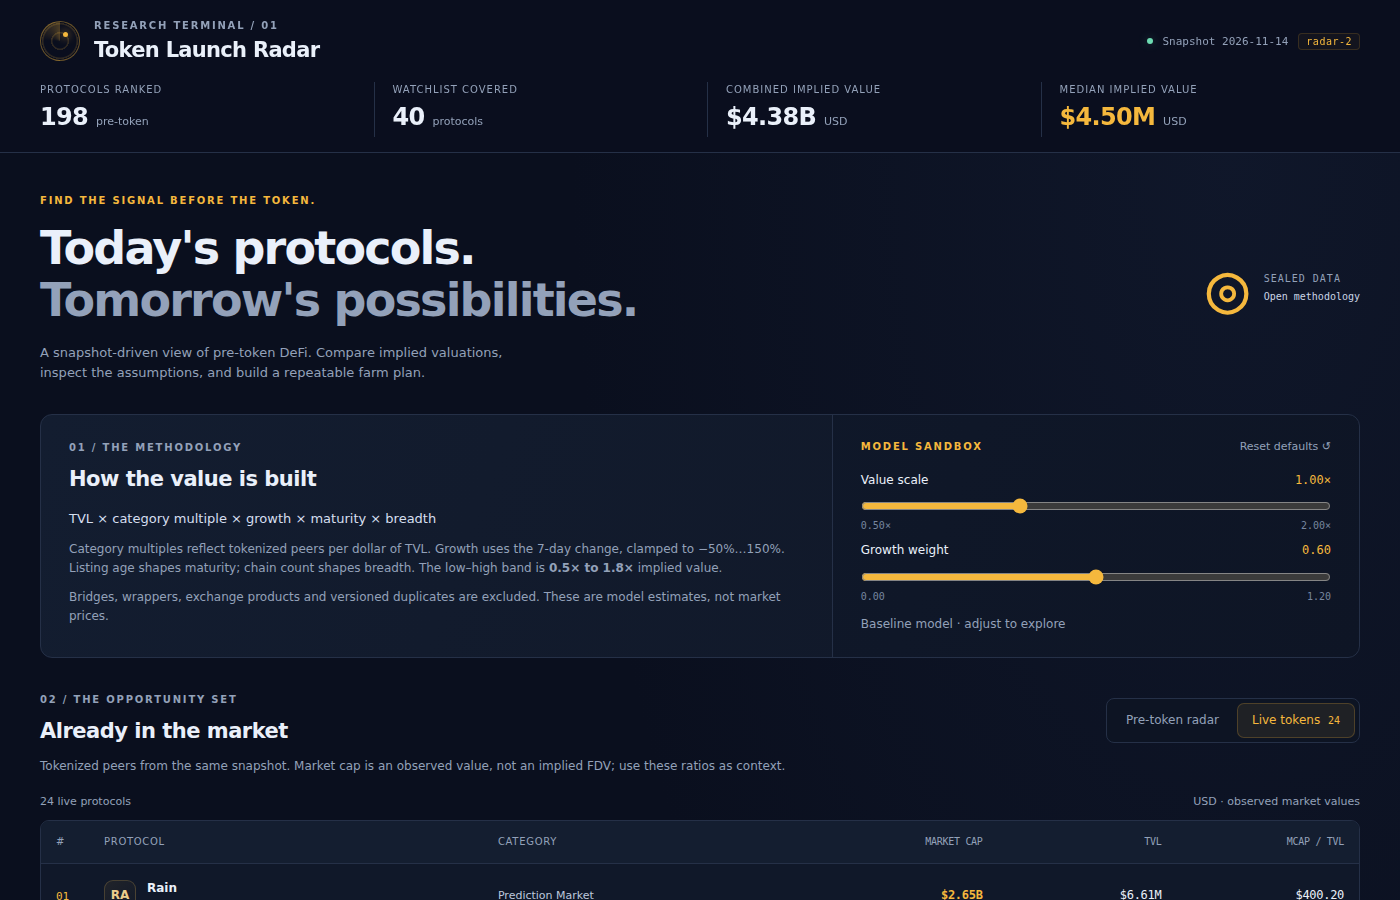 RESEARCH TERMINAL / 01
Token Launch Radar
Snapshot 2026-11-14
radar-2
PROTOCOLS RANKED
198 pre-token
WATCHLIST COVERED
40 protocols
COMBINED IMPLIED VALUE
$4.38B USD
MEDIAN IMPLIED VALUE
$4.50M USD
FIND THE SIGNAL BEFORE THE TOKEN.
Today's protocols.
Tomorrow's possibilities.
A snapshot-driven view of pre-token DeFi. Compare implied valuations,
inspect the assumptions, and build a repeatable farm plan.
SEALED DATA
Open methodology
01 / THE METHODOLOGY
How the value is built
TVL × category multiple × growth × maturity × breadth
Category multiples reflect tokenized peers per dollar of TVL. Growth uses the 7-day change, clamped to −50%…150%.
Listing age shapes maturity; chain count shapes breadth. The low–high band is 0.5× to 1.8× implied value.
Bridges, wrappers, exchange products and versioned duplicates are excluded. These are model estimates, not market
prices.
MODEL SANDBOX
Reset defaults ↺
Value scale 1.00×
0.50× 2.00×
Growth weight 0.60
0.00 1.20
Baseline model · adjust to explore
02 / THE OPPORTUNITY SET
Already in the market
Pre-token radar
Live tokens 24
Tokenized peers from the same snapshot. Market cap is an observed value, not an implied FDV; use these ratios as context.
24 live protocols
USD · observed market values
# PROTOCOL CATEGORY MARKET CAP TVL MCAP / TVL
01 RA Rain Prediction Market $2.65B $6.61M $400.20